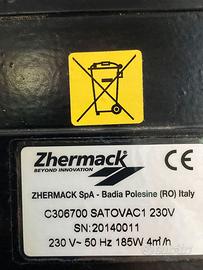 Zhermack
BEYOND INNOVATION
CE
ZHERMACK SpA - Badia Polesine (RO) Italy
C306700 SATOVAC1 230V
SN:20140011
230 V~ 50 Hz 185W 4m³/h